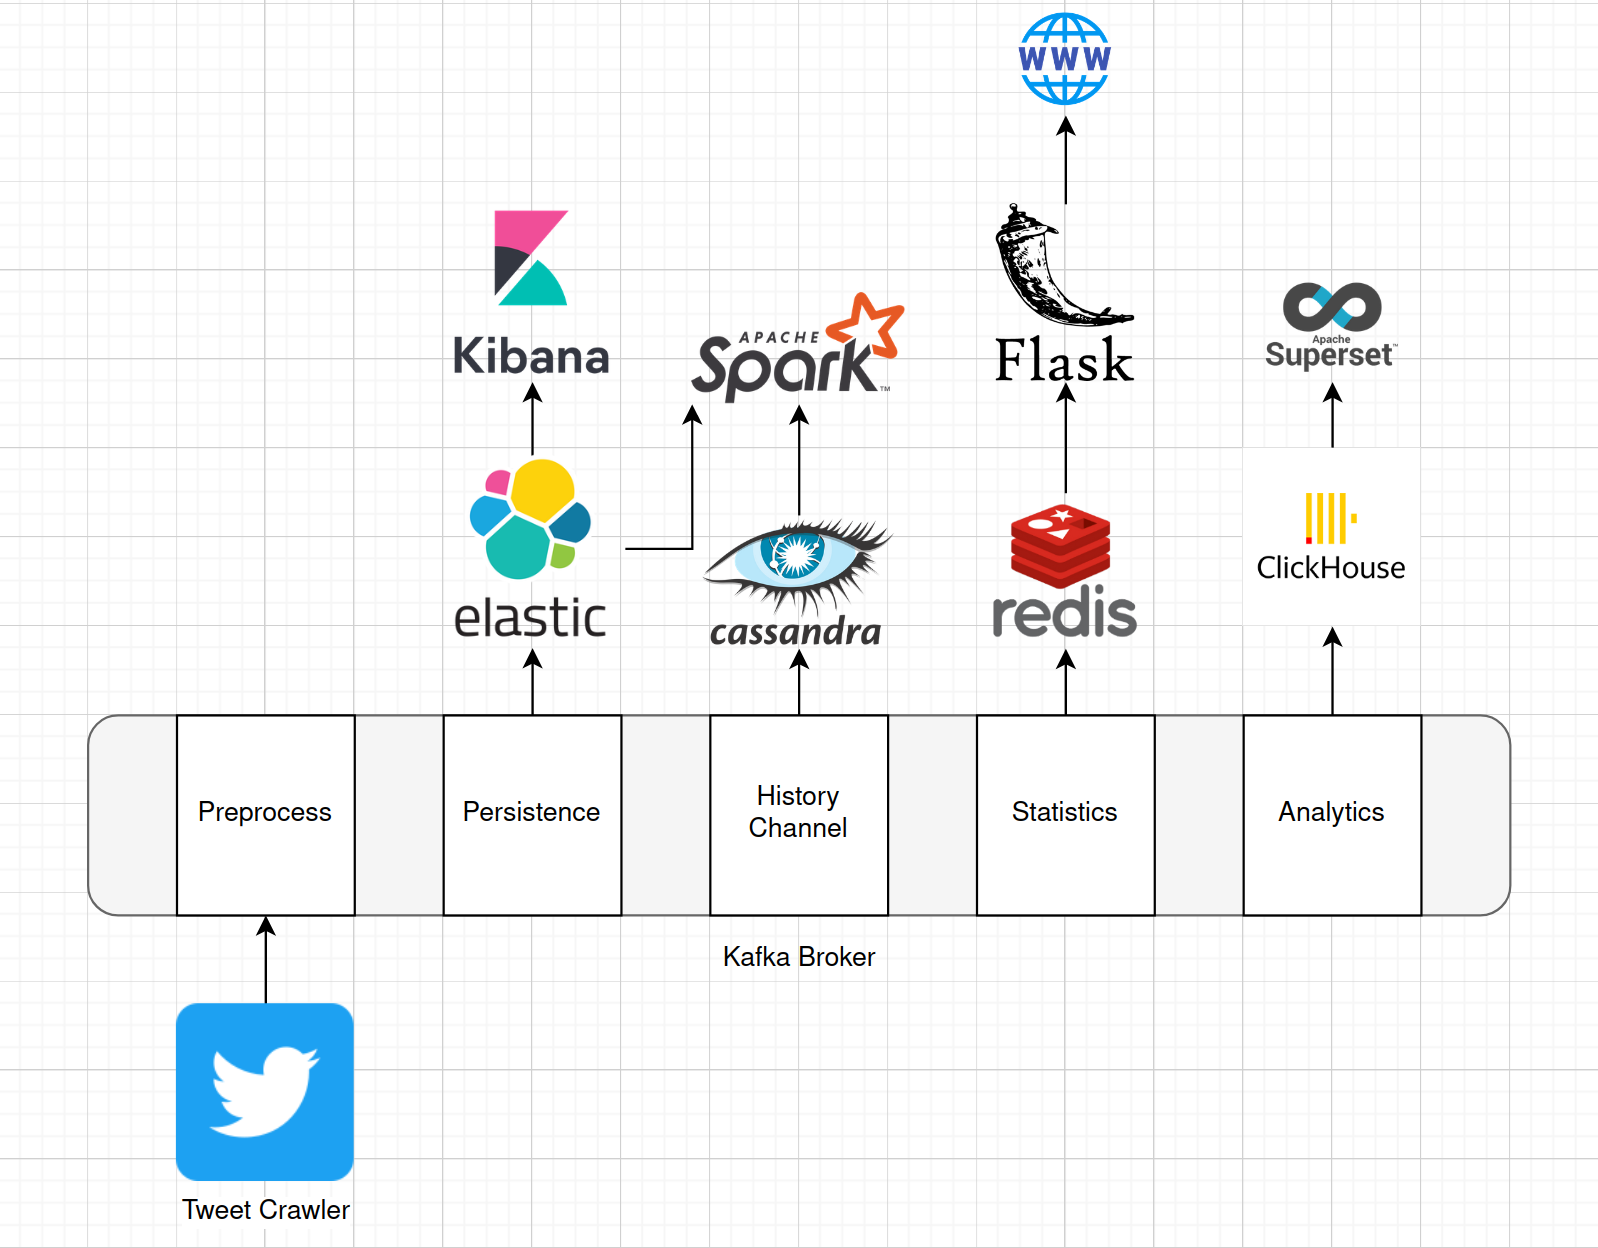 WWW
Kibana
APACHE
Spark™
Flask
Apache
Superset™
elastic
cassandra
redis
ClickHouse
Preprocess
Persistence
History
Channel
Statistics
Analytics
Kafka Broker
Tweet Crawler